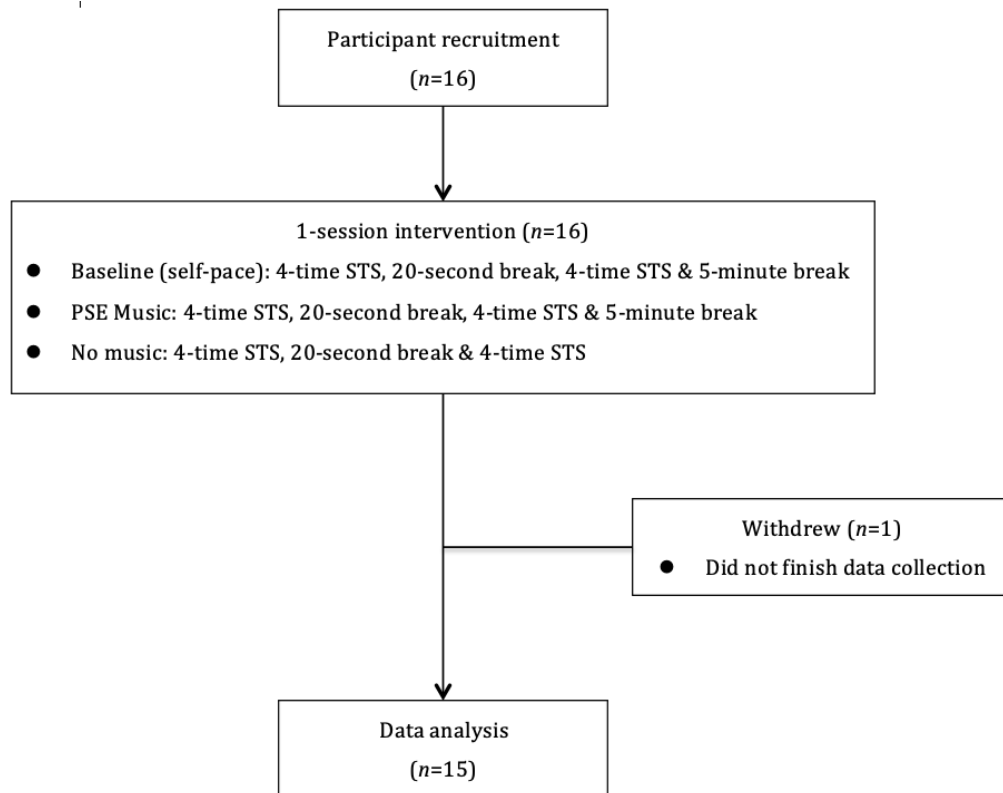 Participant recruitment
(n=16)
1-session intervention (n=16)
● Baseline (self-pace): 4-time STS, 20-second break, 4-time STS & 5-minute break
● PSE Music: 4-time STS, 20-second break, 4-time STS & 5-minute break
● No music: 4-time STS, 20-second break & 4-time STS
Withdrew (n=1)
● Did not finish data collection
Data analysis
(n=15)